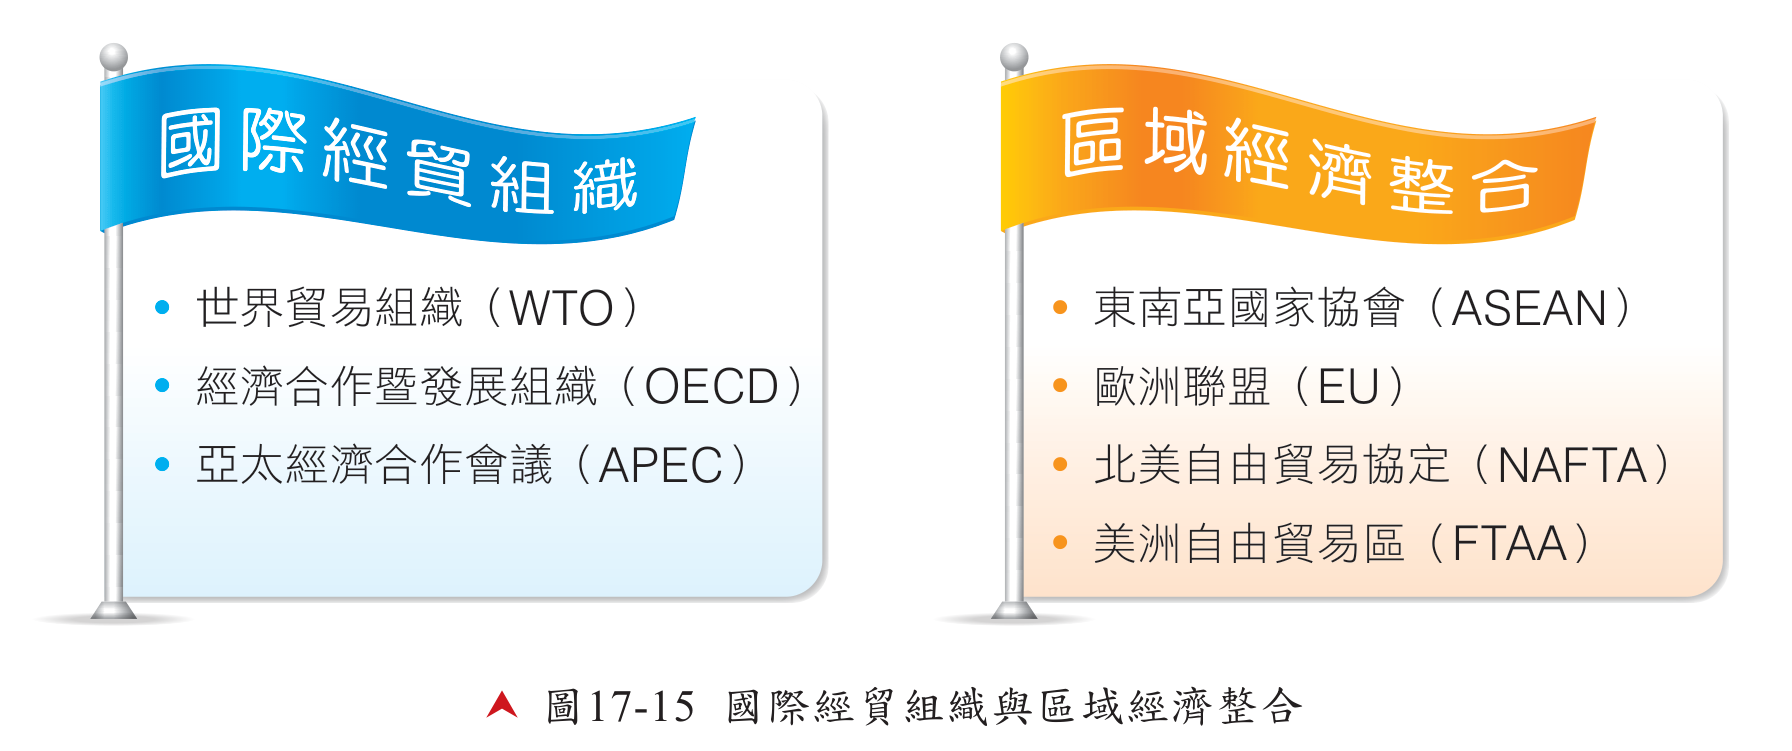 國際經貿組織
• 世界貿易組織（WTO）
• 經濟合作暨發展組織（OECD）
• 亞太經濟合作會議（APEC）
區域經濟整合
• 東南亞國家協會（ASEAN）
• 歐洲聯盟（EU）
• 北美自由貿易協定（NAFTA）
• 美洲自由貿易區（FTAA）
圖17-15 國際經貿組織與區域經濟整合